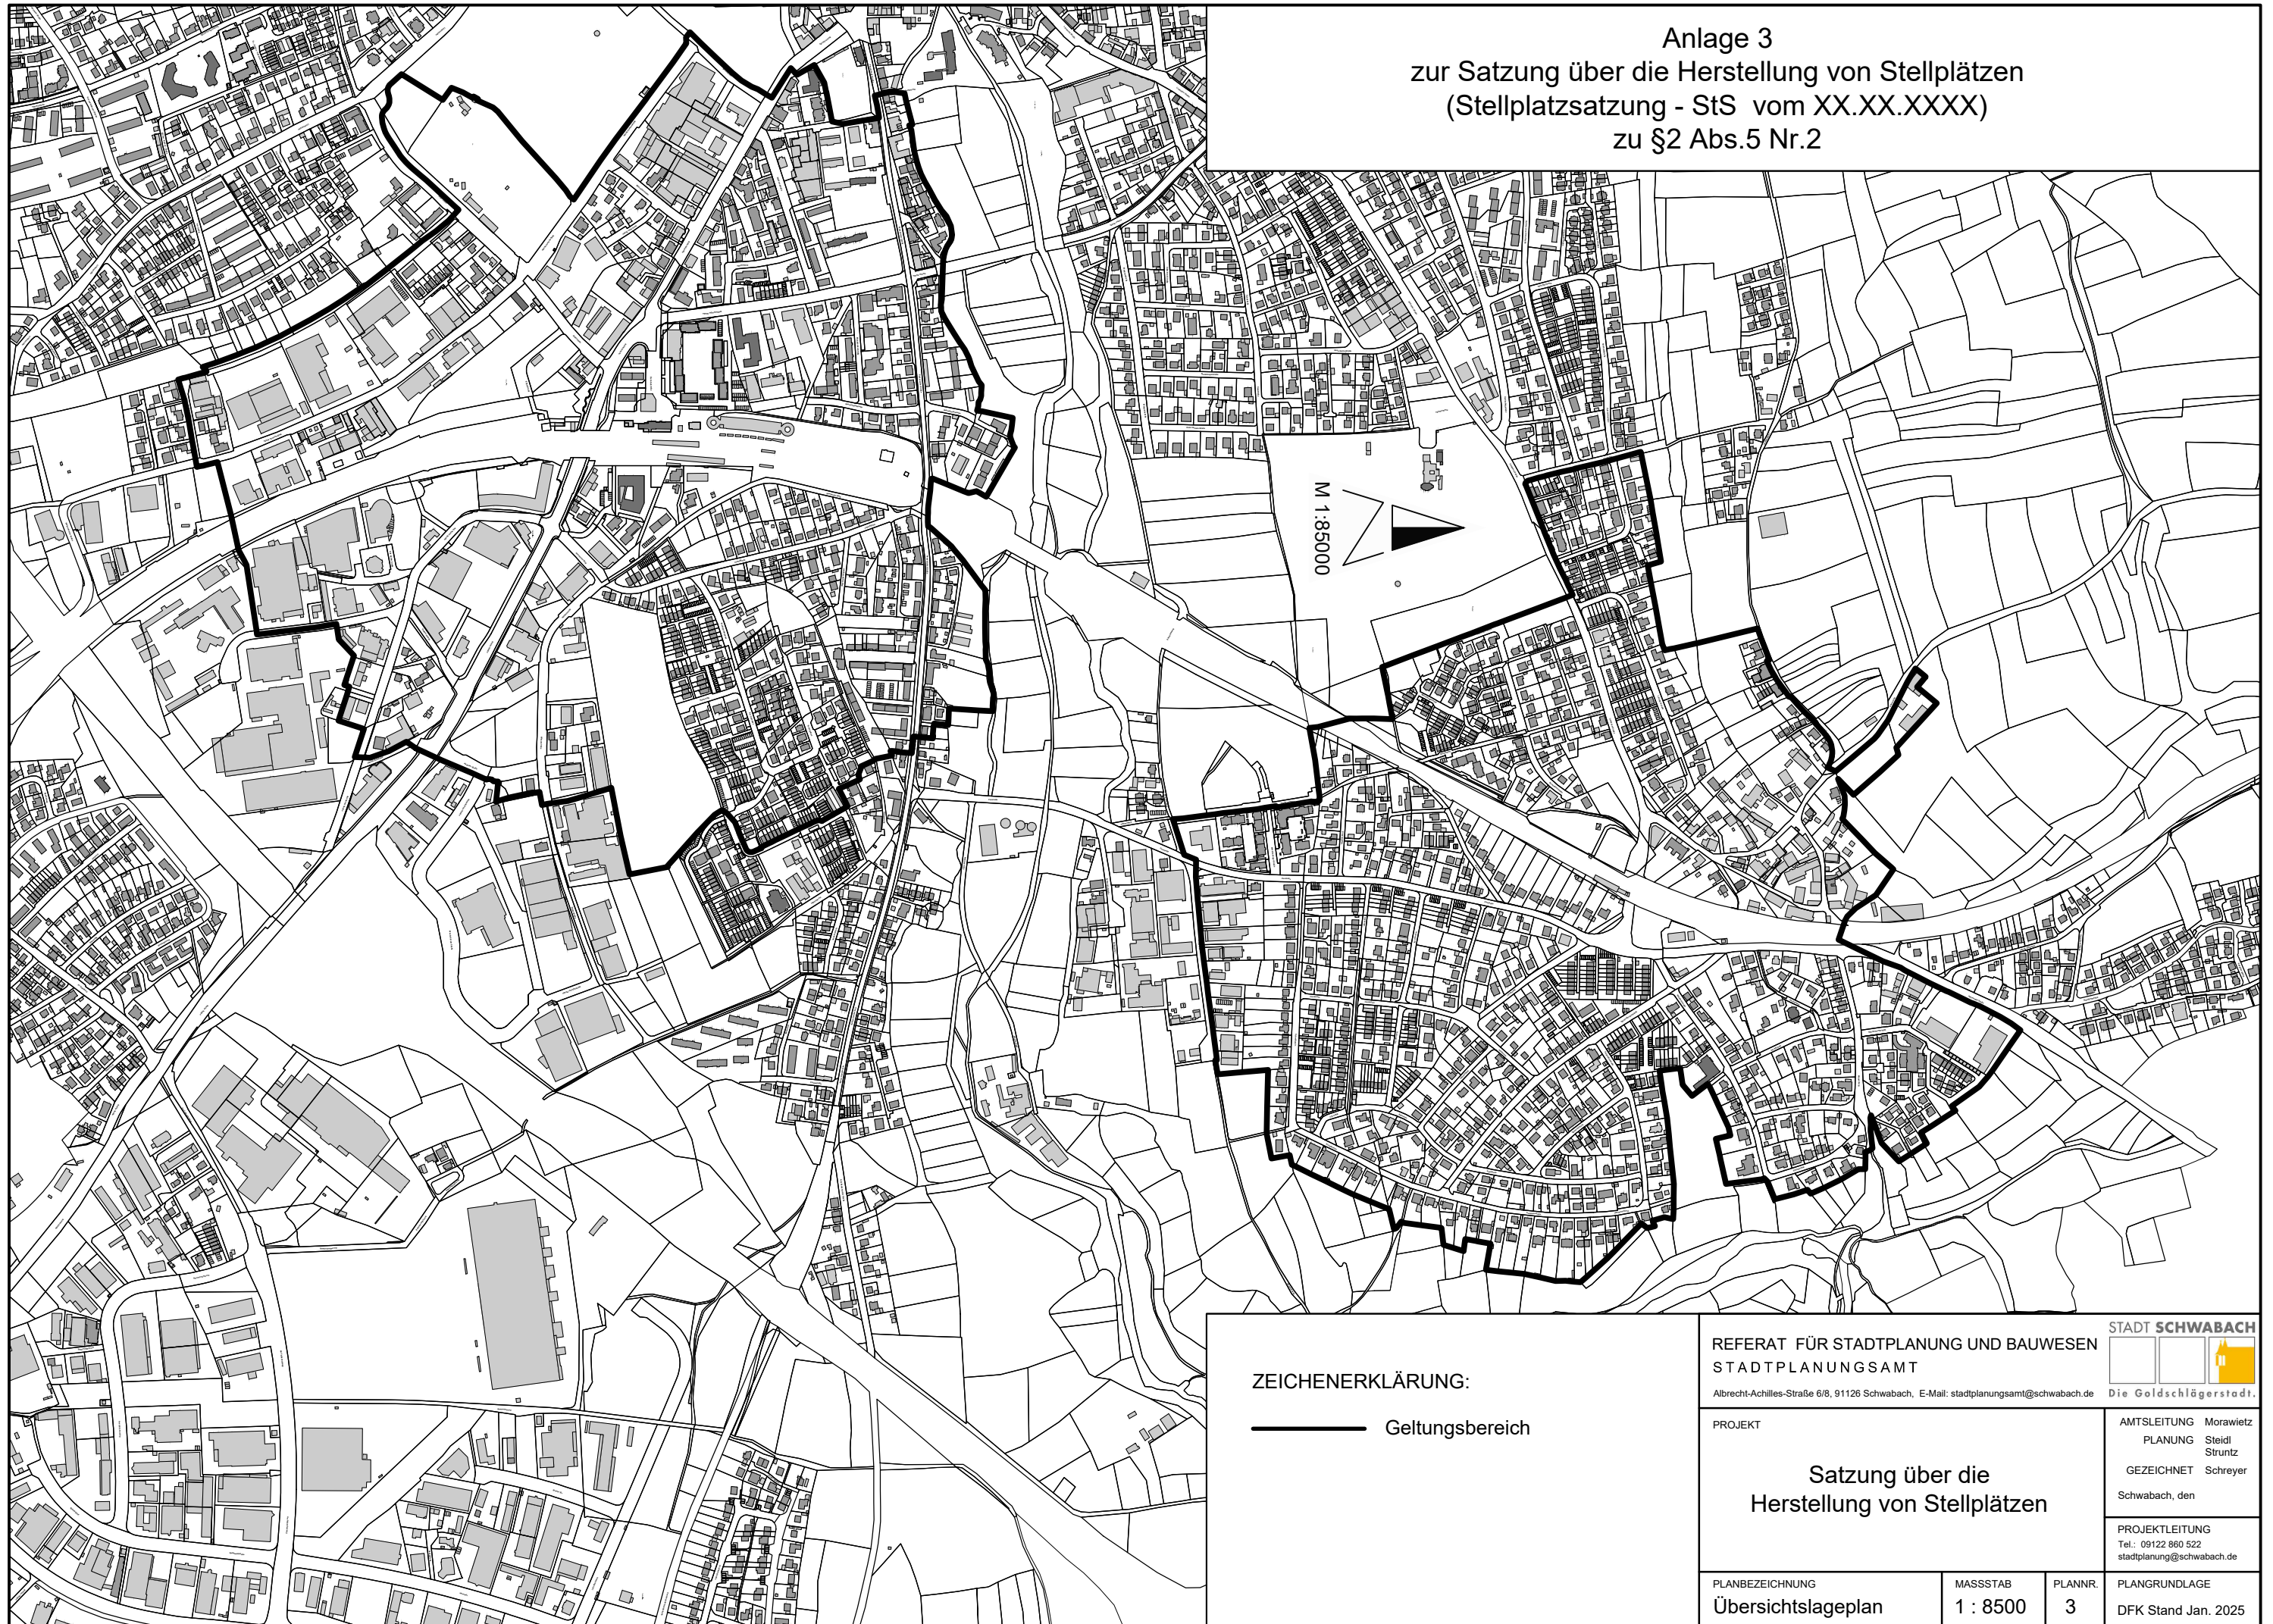 Anlage 3
zur Satzung über die Herstellung von Stellplätzen
(Stellplatzsatzung - StS vom XX.XX.XXXX)
zu §2 Abs.5 Nr.2
M 1:85000
ZEICHENERKLÄRUNG:
Geltungsbereich
REFERAT FÜR STADTPLANUNG UND BAUWESEN
STADTPLANUNGSAMT
Albrecht-Achilles-Straße 6/8, 91126 Schwabach, E-Mail: stadtplanungsamt@schwabach.de
STADT SCHWABACH
Die Goldschlägerstadt.
PROJEKT
Satzung über die
Herstellung von Stellplätzen
AMTSLEITUNG Morawietz
PLANUNG Steidl
Struntz
GEZEICHNET Schreyer
Schwabach, den
PROJEKTLEITUNG
Tel.: 09122 860 522
stadtplanung@schwabach.de
PLANBEZEICHNUNG
Übersichtslageplan
MASSSTAB
1 : 8500
PLANNR.
3
PLANGRUNDLAGE
DFK Stand Jan. 2025